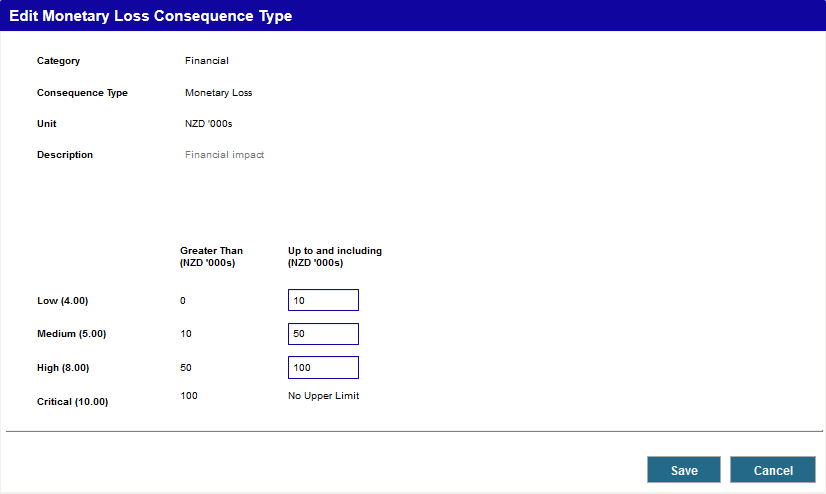 Edit Monetary Loss Consequence Type
Category Financial
Consequence Type Monetary Loss
Unit NZD '000s
Description Financial impact
Greater Than Up to and including
(NZD '000s) (NZD '000s)
Low (4.00) 0 10
Medium (5.00) 10 50
High (8.00) 50 100
Critical (10.00) 100 No Upper Limit
Save Cancel